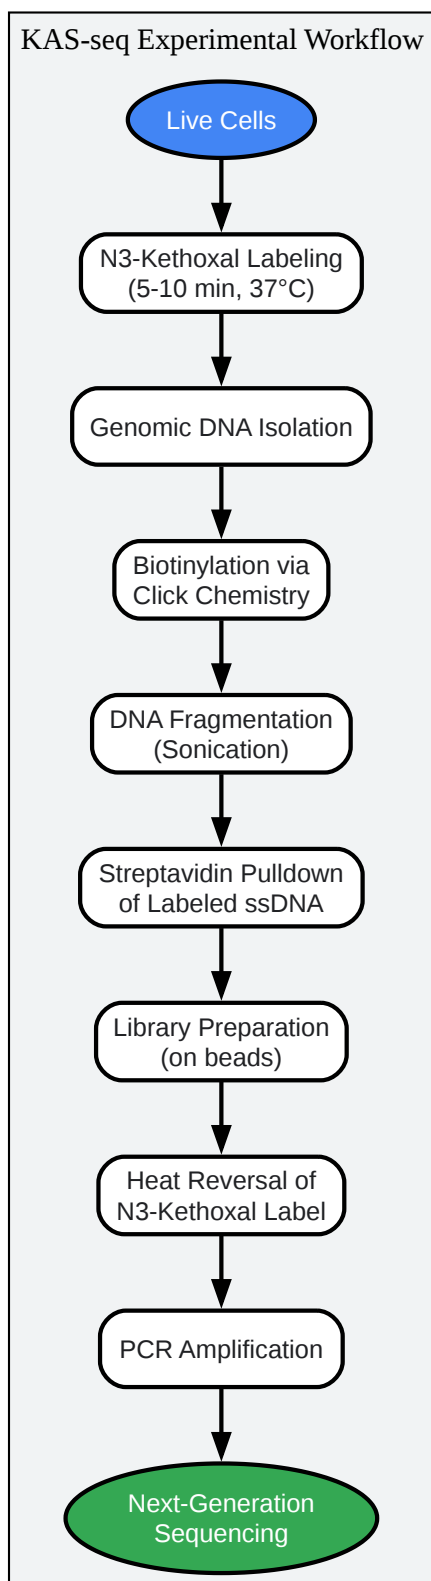 KAS-seq Experimental Workflow
Live Cells
N3-Kethoxal Labeling
(5-10 min, 37°C)
Genomic DNA Isolation
Biotinylation via
Click Chemistry
DNA Fragmentation
(Sonication)
Streptavidin Pulldown
of Labeled ssDNA
Library Preparation
(on beads)
Heat Reversal of
N3-Kethoxal Label
PCR Amplification
Next-Generation
Sequencing